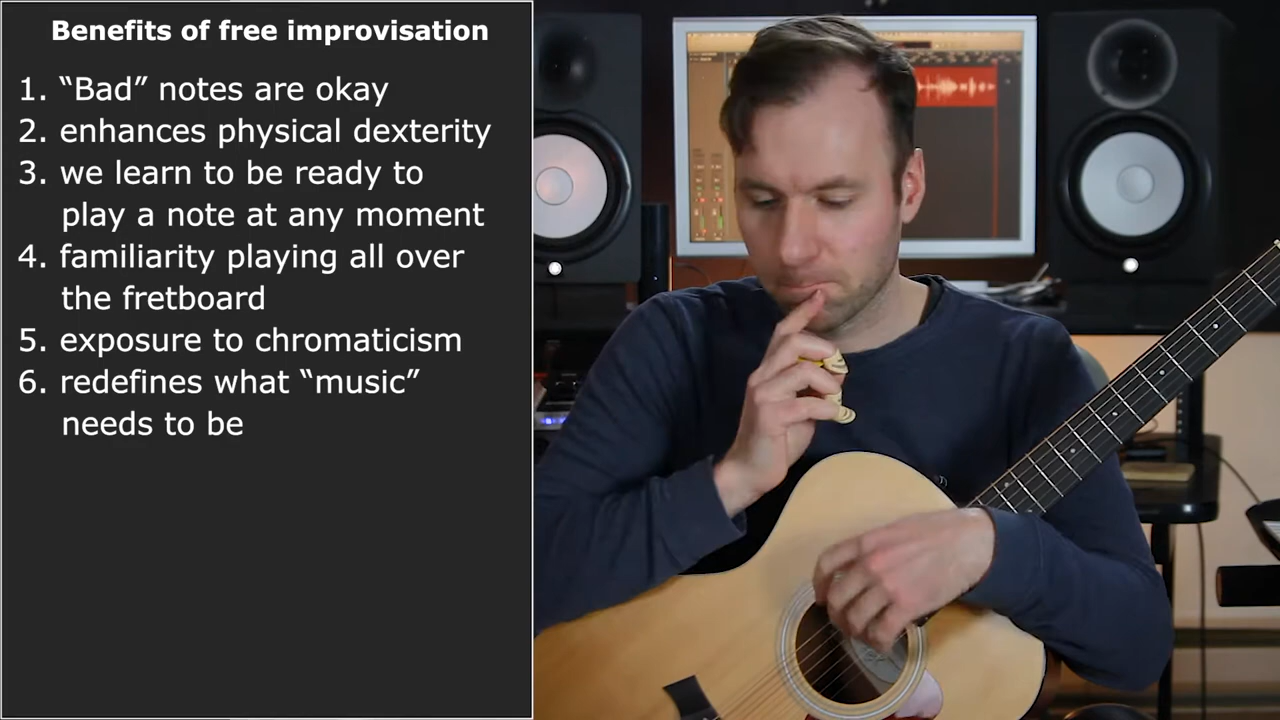 Benefits of free improvisation
1. “Bad” notes are okay
2. enhances physical dexterity
3. we learn to be ready to
play a note at any moment
4. familiarity playing all over
the fretboard
5. exposure to chromaticism
6. redefines what “music”
needs to be